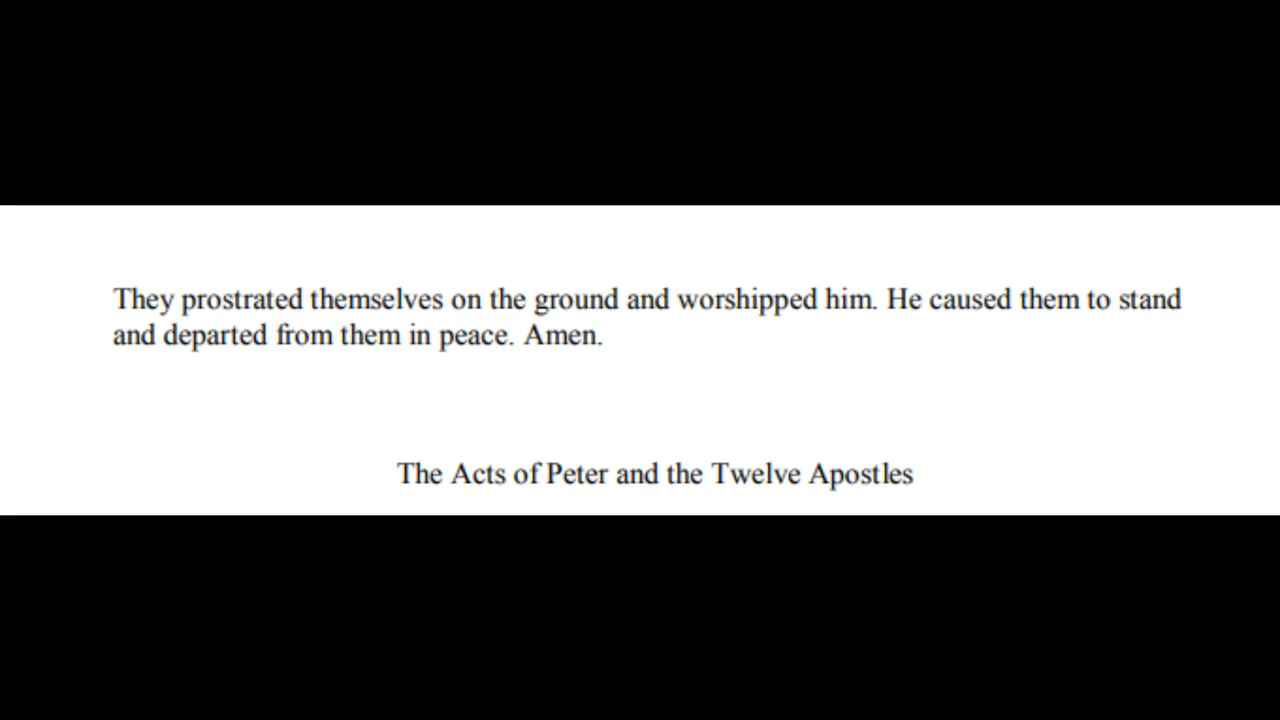 They prostrated themselves on the ground and worshipped him. He caused them to stand
and departed from them in peace. Amen.
The Acts of Peter and the Twelve Apostles